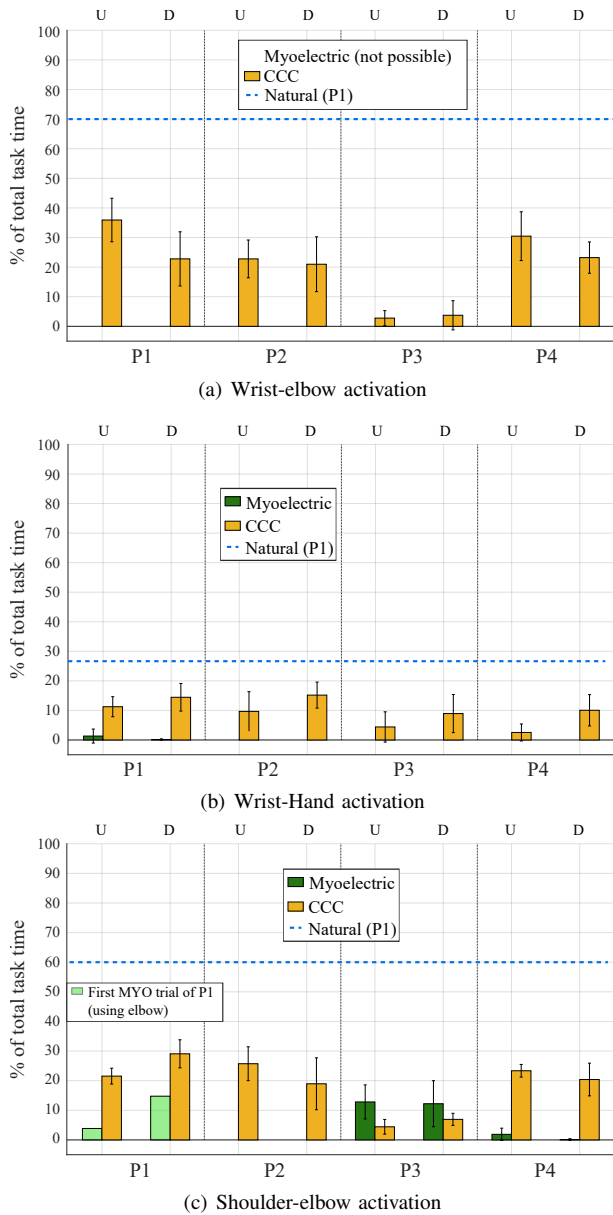 U D U D U D U D
100
90
80
70
60
50
40
30
20
10
0
% of total task time
Myoelectric (not possible)
CCC
Natural (P1)
P1 P2 P3 P4
(a) Wrist-elbow activation
U D U D U D U D
100
90
80
70
60
50
40
30
20
10
0
% of total task time
Myoelectric
CCC
Natural (P1)
P1 P2 P3 P4
(b) Wrist-Hand activation
U D U D U D U D
100
90
80
70
60
50
40
30
20
10
0
% of total task time
Myoelectric
CCC
Natural (P1)
First MYO trial of P1
(using elbow)
P1 P2 P3 P4
(c) Shoulder-elbow activation